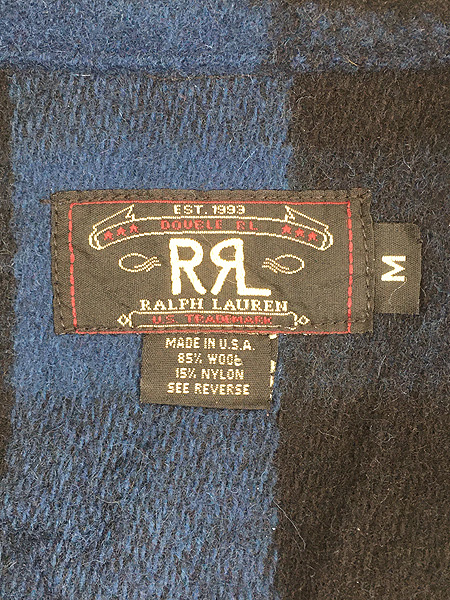 EST. 1993
DOUBLE RL
RRL
RALPH LAUREN
U.S. TRADEMARK
M
MADE IN U.S.A
85% WOOL
15% NYLON
SEE REVERSE